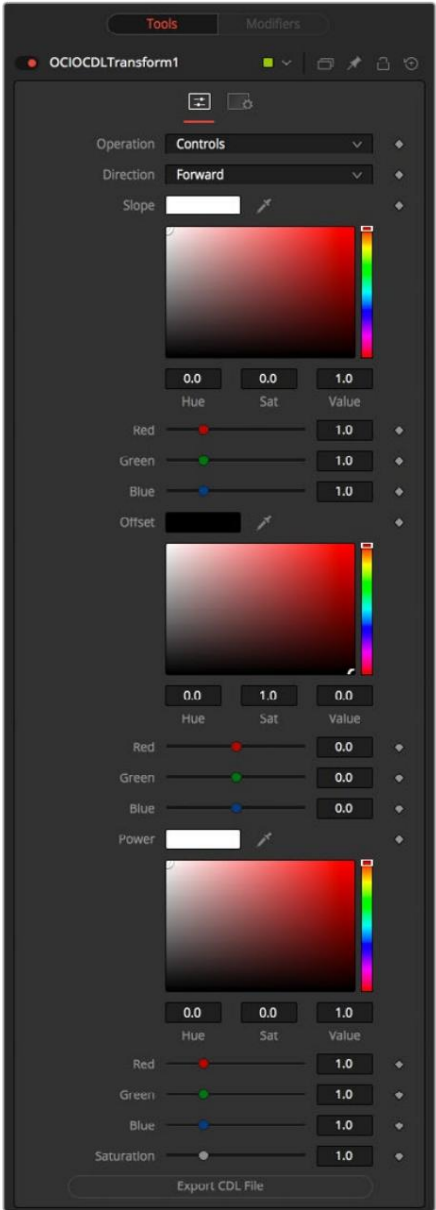 Tools Modifiers
OCIOCDLTransform1
Operation Controls
Direction Forward
Slope
0.0 0.0 1.0
Hue Sat Value
Red 1.0
Green 1.0
Blue 1.0
Offset
0.0 1.0 0.0
Hue Sat Value
Red 0.0
Green 0.0
Blue 0.0
Power
0.0 0.0 1.0
Hue Sat Value
Red 1.0
Green 1.0
Blue 1.0
Saturation 1.0
Export CDL File